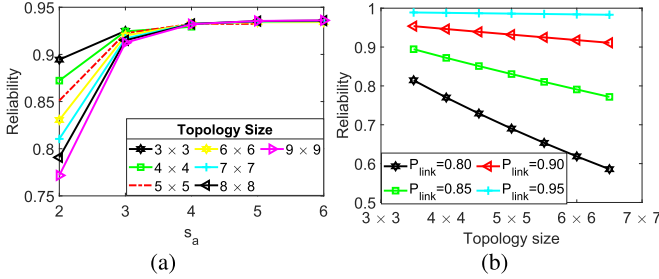 (a)
0.95
0.9
0.85
0.8
0.75
Reliability
Topology Size
3 × 3
6 × 6
9 × 9
4 × 4
7 × 7
5 × 5
8 × 8
2
3
4
5
6
s_a
(a)
(b)
1
0.9
0.8
0.7
0.6
0.5
Reliability
P_link=0.80
P_link=0.90
P_link=0.85
P_link=0.95
3 × 3
4 × 4
5 × 5
6 × 6
7 × 7
Topology size
(b)